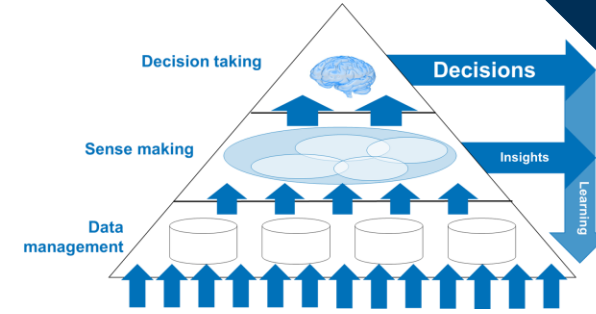 Decision taking
Decisions
Sense making
Insights
Learning
Data
management